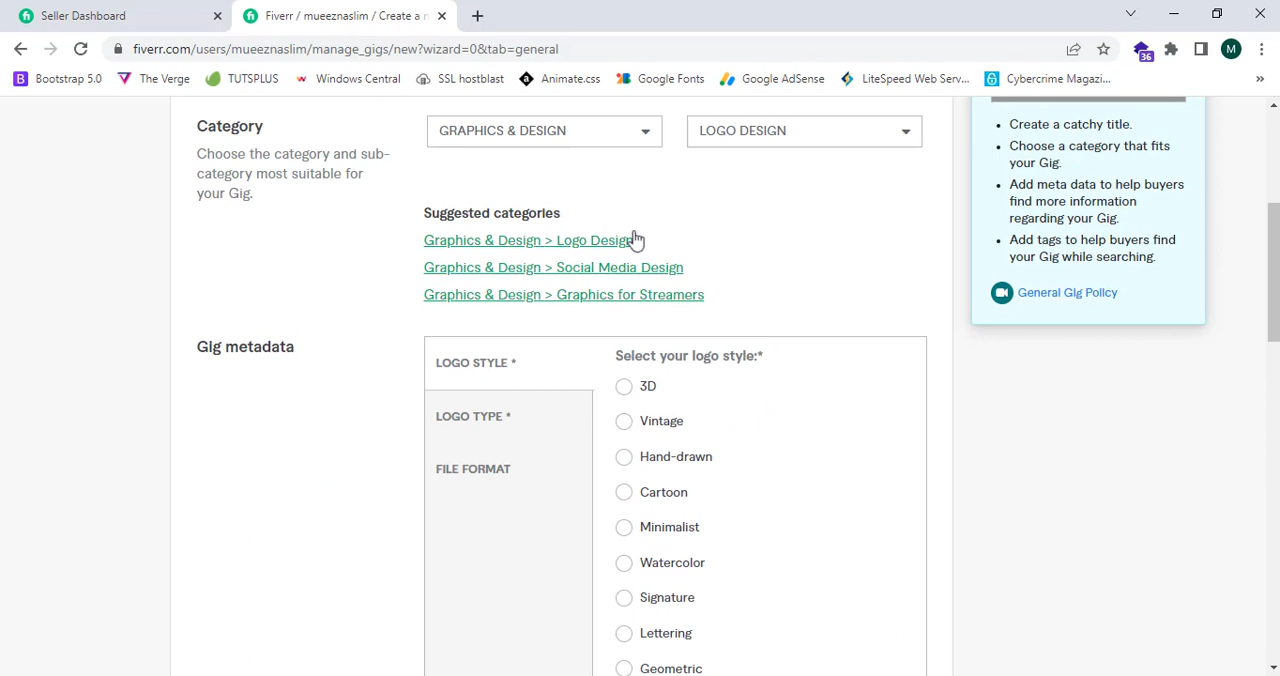 Seller Dashboard
Fiverr / mueeznaslim / Create a n
fiverr.com/users/mueeznaslim/manage_gigs/new?wizard=0&tab=general
36
M
Bootstrap 5.0
The Verge
TUTSPLUS
Windows Central
SSL hostblast
Animate.css
Google Fonts
Google AdSense
LiteSpeed Web Serv...
Cybercrime Magazi...
»
Category
Choose the category and sub-
category most suitable for
your Gig.
GRAPHICS & DESIGN
LOGO DESIGN
Suggested categories
Graphics & Design > Logo Design
Graphics & Design > Social Media Design
Graphics & Design > Graphics for Streamers
Gig metadata
LOGO STYLE *
LOGO TYPE *
FILE FORMAT
Select your logo style:*
3D
Vintage
Hand-drawn
Cartoon
Minimalist
Watercolor
Signature
Lettering
Geometric
• Create a catchy title.
• Choose a category that fits
your Gig.
• Add meta data to help buyers
find more information
regarding your Gig.
• Add tags to help buyers find
your Gig while searching.
General Gig Policy